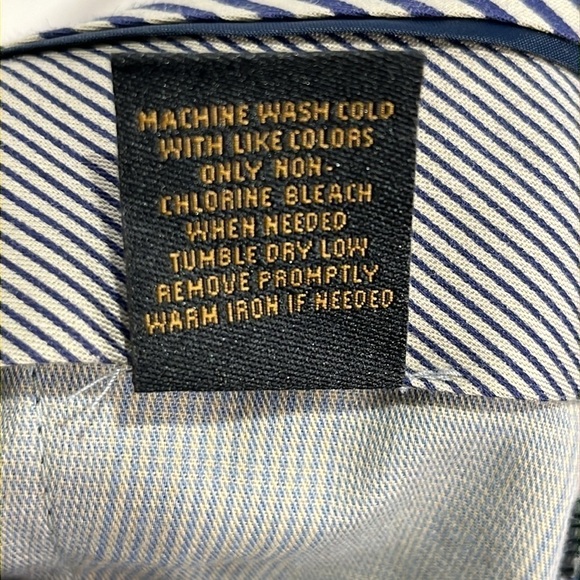 MACHINE WASH COLD
WITH LIKE COLORS
ONLY NON-
CHLORINE BLEACH
WHEN NEEDED
TUMBLE DRY LOW
REMOVE PROMPTLY
WARM IRON IF NEEDED